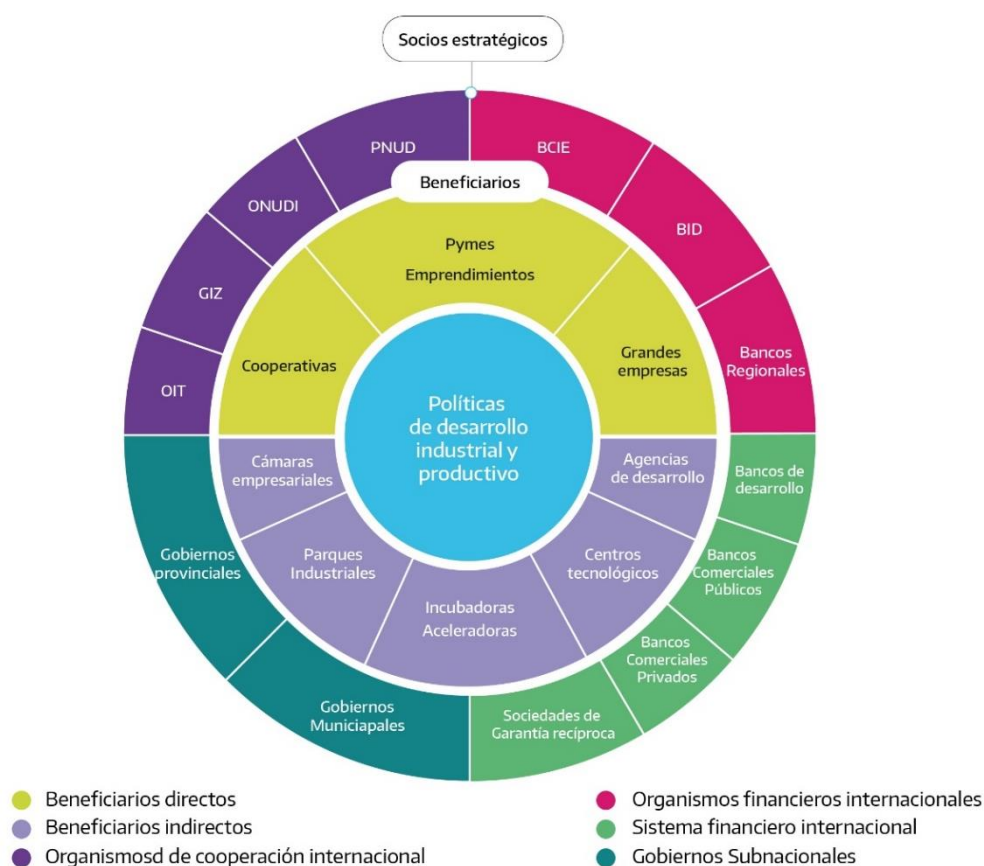 Socios estratégicos
PNUD
BCIE
Beneficiarios
ONUDI
BID
Pymes
Emprendimientos
GIZ
Cooperativas
Grandes
empresas
Bancos
Regionales
OIT
Políticas
de desarrollo
industrial y
productivo
Cámaras
empresariales
Agencias
de desarrollo
Bancos de
desarrollo
Gobiernos
provinciales
Parques
Industriales
Centros
tecnológicos
Bancos
Comerciales
Públicos
Incubadoras
Aceleradoras
Bancos
Comerciales
Privados
Gobiernos
Municiapales
Sociedades de
Garantía recíproca
Beneficiarios directos
Beneficiarios indirectos
Organismosd de cooperación internacional
Organismos financieros internacionales
Sistema financiero internacional
Gobiernos Subnacionales